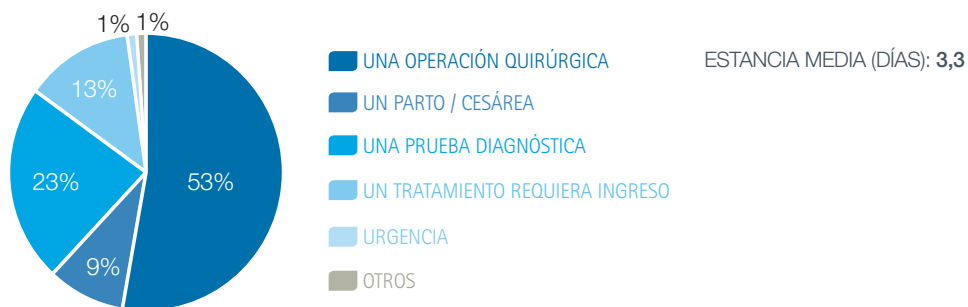 1% 1%
13%
23%
53%
9%
UNA OPERACIÓN QUIRÚRGICA
UN PARTO / CESÁREA
UNA PRUEBA DIAGNÓSTICA
UN TRATAMIENTO REQUIERA INGRESO
URGENCIA
OTROS
ESTANCIA MEDIA (DÍAS): 3,3